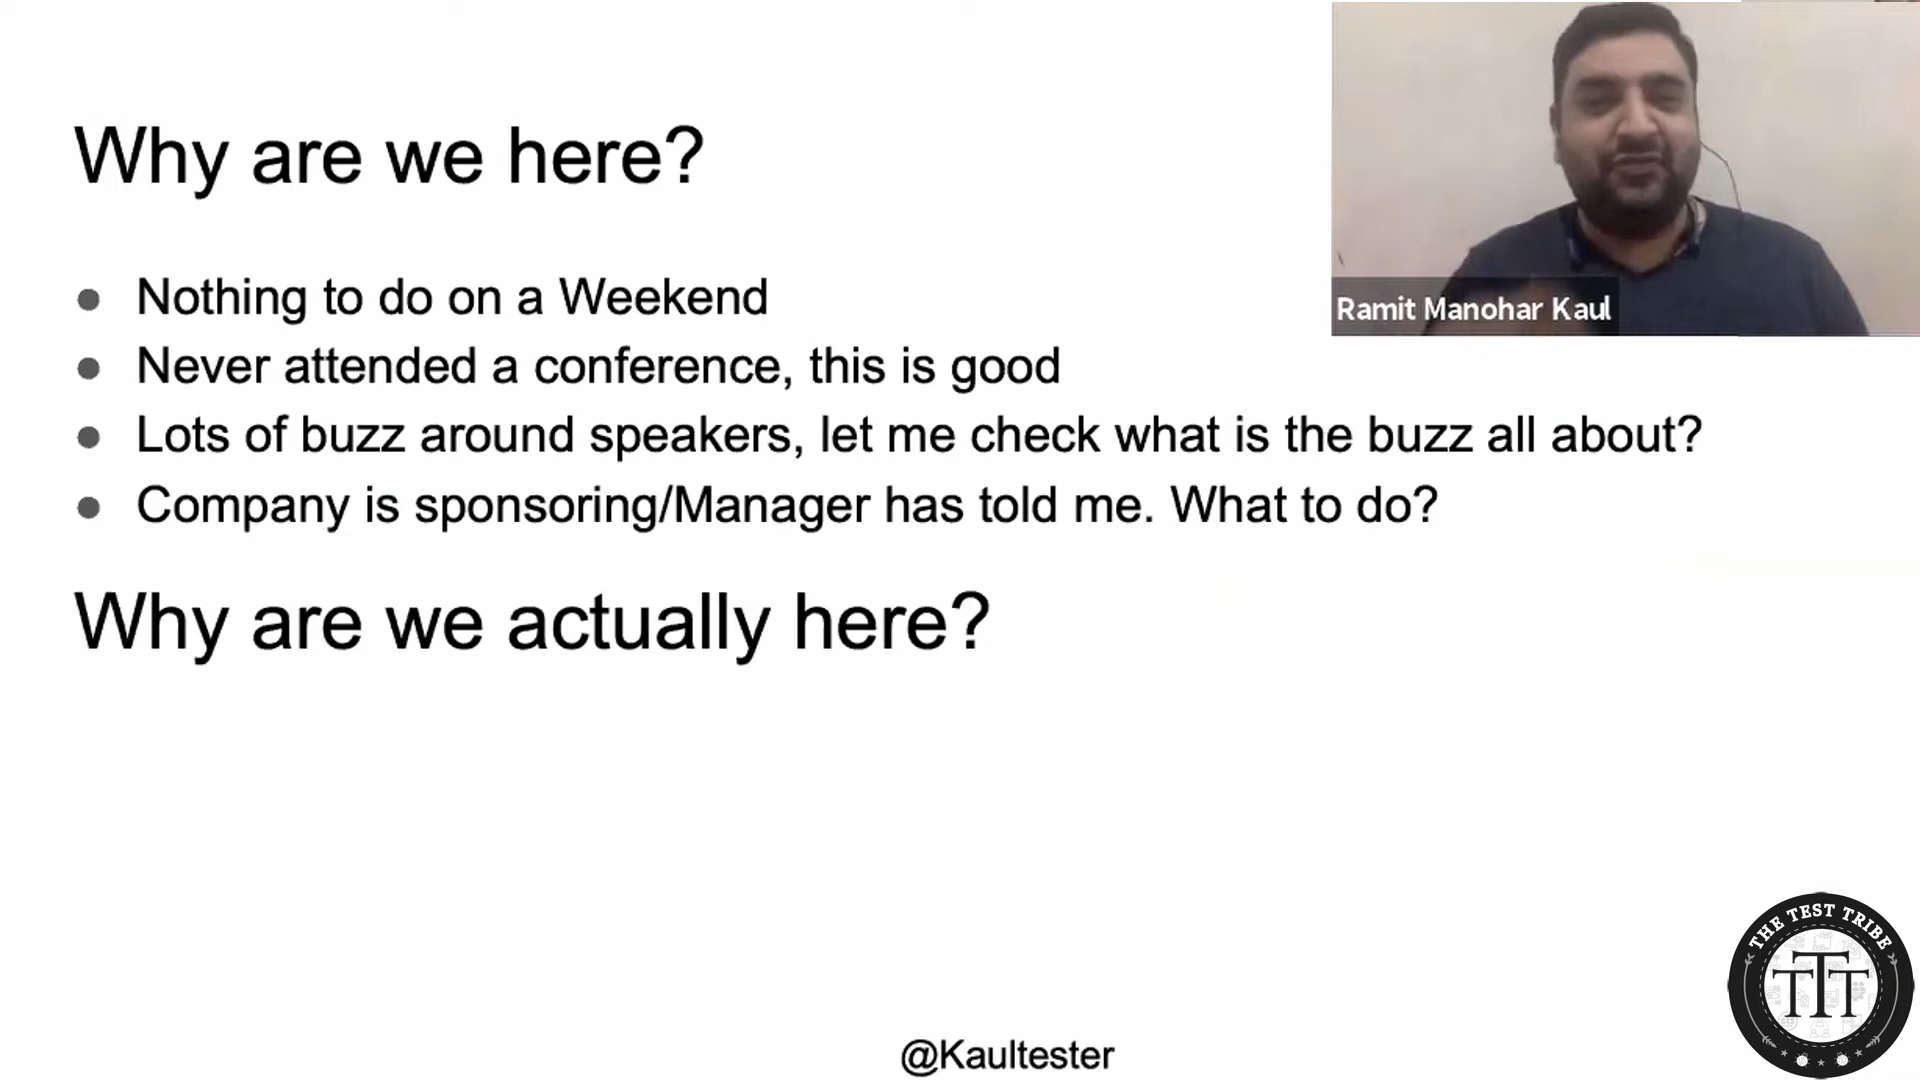 Why are we here?
Nothing to do on a Weekend
Never attended a conference, this is good
Lots of buzz around speakers, let me check what is the buzz all about?
Company is sponsoring/Manager has told me. What to do?
Why are we actually here?
Ramit Manohar Kaul
@Kaultester
THE TEST TRIBE
TTT